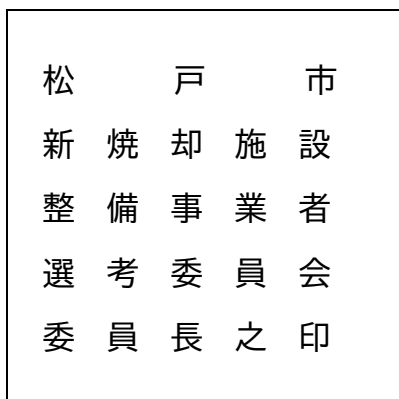 松戸市
新焼却施設
整備事業者
選考委員会
委員長之印